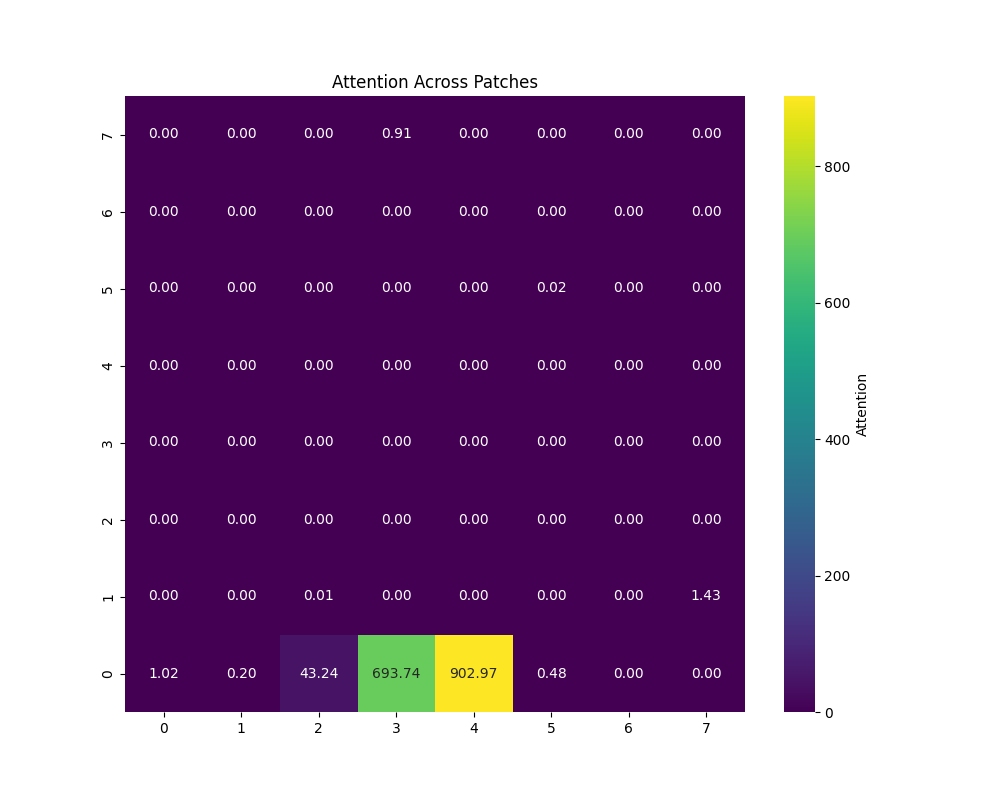 Attention Across Patches
7 0.00 0.00 0.00 0.91 0.00 0.00 0.00 0.00
6 0.00 0.00 0.00 0.00 0.00 0.00 0.00 0.00
5 0.00 0.00 0.00 0.00 0.00 0.02 0.00 0.00
4 0.00 0.00 0.00 0.00 0.00 0.00 0.00 0.00
3 0.00 0.00 0.00 0.00 0.00 0.00 0.00 0.00
2 0.00 0.00 0.00 0.00 0.00 0.00 0.00 0.00
1 0.00 0.00 0.01 0.00 0.00 0.00 0.00 1.43
0 1.02 0.20 43.24 693.74 902.97 0.48 0.00 0.00
0 1 2 3 4 5 6 7
800
600
400
200
0
Attention